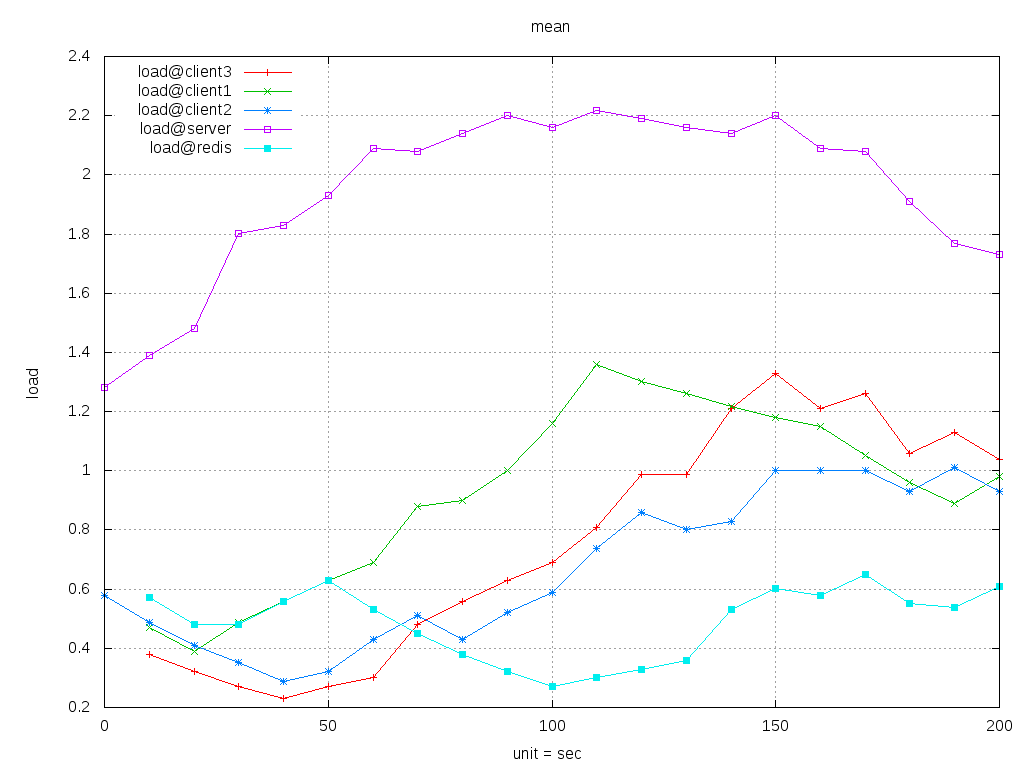 mean
2.4
2.2
2
1.8
1.6
1.4
1.2
1
0.8
0.6
0.4
0.2
load
load@client3
load@client1
load@client2
load@server
load@redis
0 50 100 150 200
unit = sec